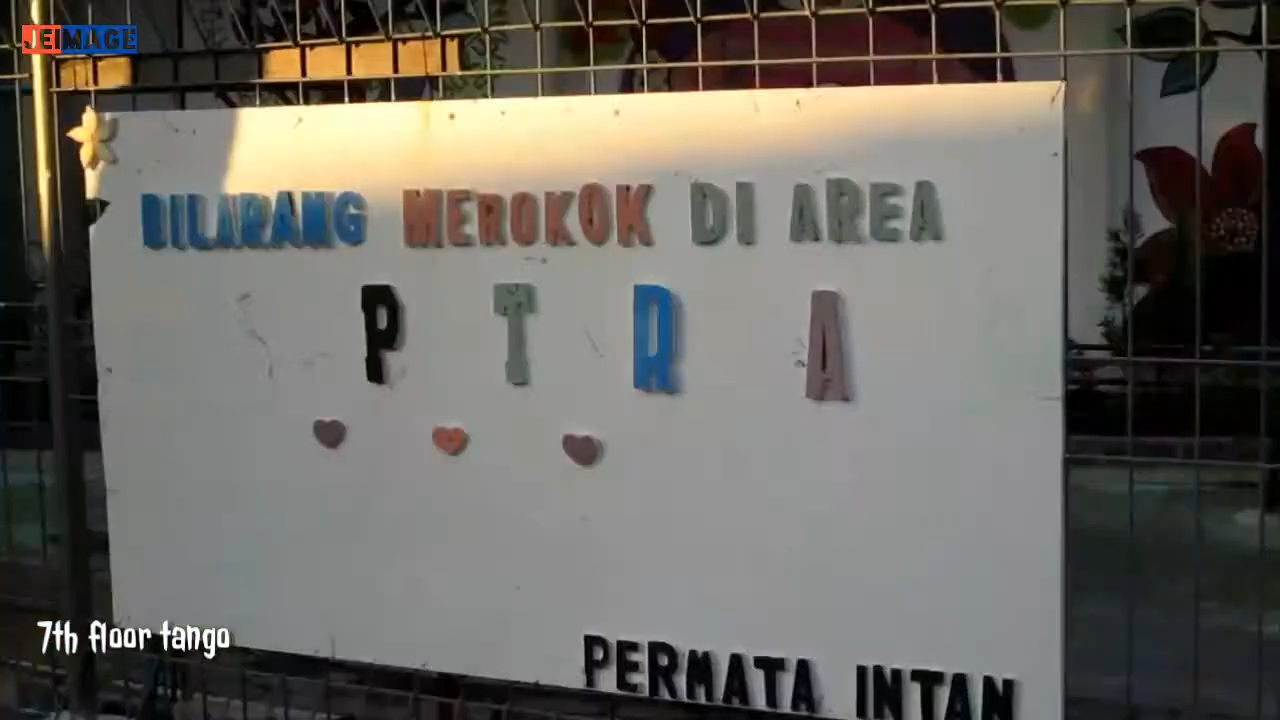 JEIMAGE
DILARANG MEROKOK DI AREA
P T R A
7th floor tango
PERMATA INTAN